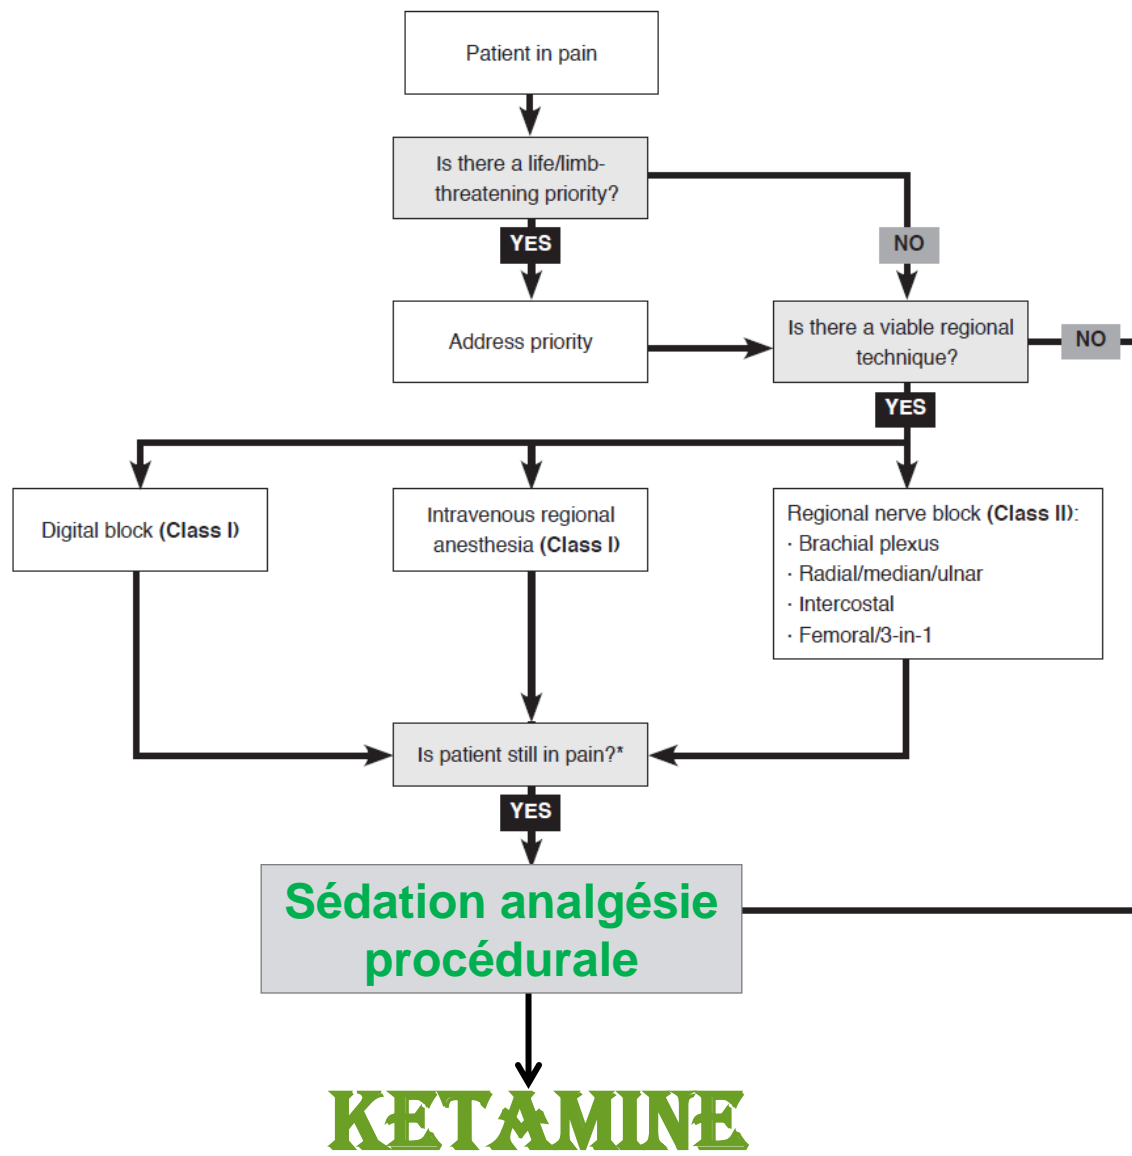 Patient in pain
Is there a life/limb-
threatening priority?
YES
NO
Address priority
Is there a viable regional
technique?
NO
YES
Digital block (Class I)
Intravenous regional
anesthesia (Class I)
Regional nerve block (Class II):
· Brachial plexus
· Radial/median/ulnar
· Intercostal
· Femoral/3-in-1
Is patient still in pain?*
YES
Sédation analgésie
procédurale
KETAMINE